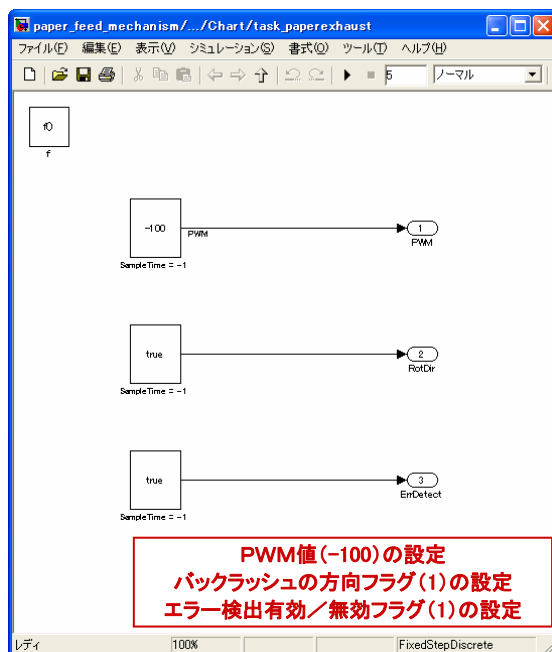 paper_feed_mechanism/.../Chart/task_paperexhaust
ファイル(F) 編集(E) 表示(V) シミュレーション(S) 書式(O) ツール(T) ヘルプ(H)
5 ノーマル
f()
f
-100
PWM
1
PWM
SampleTime = -1
true
2
RotDir
SampleTime = -1
true
3
ErrDetect
SampleTime = -1
PWM値(-100)の設定
バックラッシュの方向フラグ(1)の設定
エラー検出有効／無効フラグ(1)の設定
レディ 100% FixedStepDiscrete